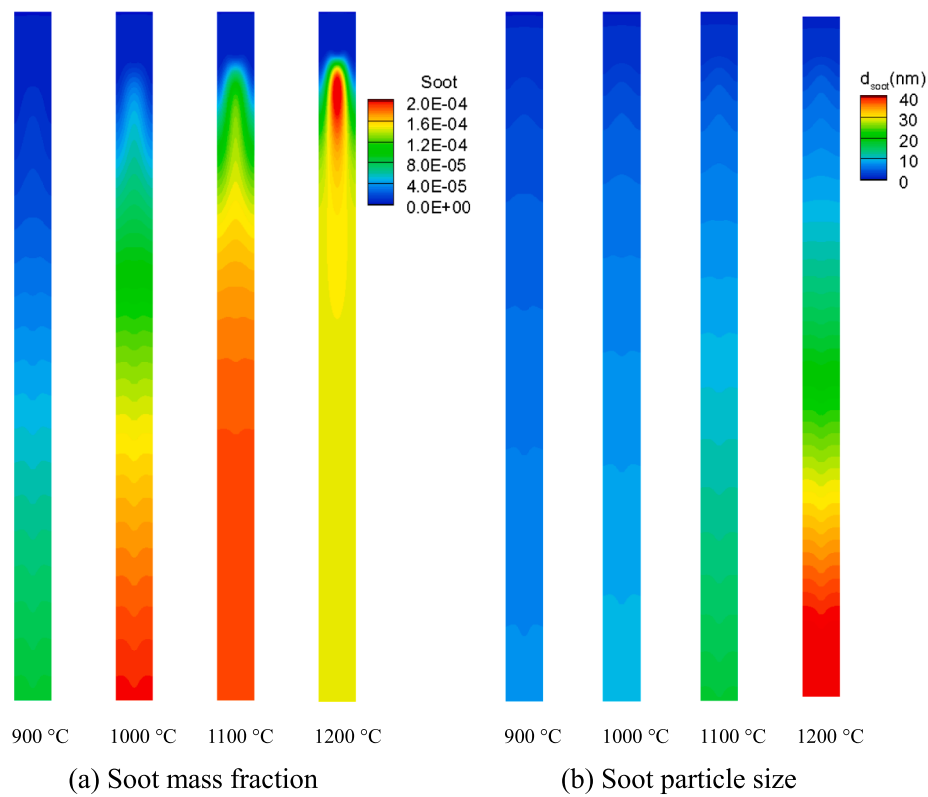 Soot
2.0E-04
1.6E-04
1.2E-04
8.0E-05
4.0E-05
0.0E+00
d_soot(nm)
40
30
20
10
0
900 °C 1000 °C 1100 °C 1200 °C
900 °C 1000 °C 1100 °C 1200 °C
(a) Soot mass fraction
(b) Soot particle size